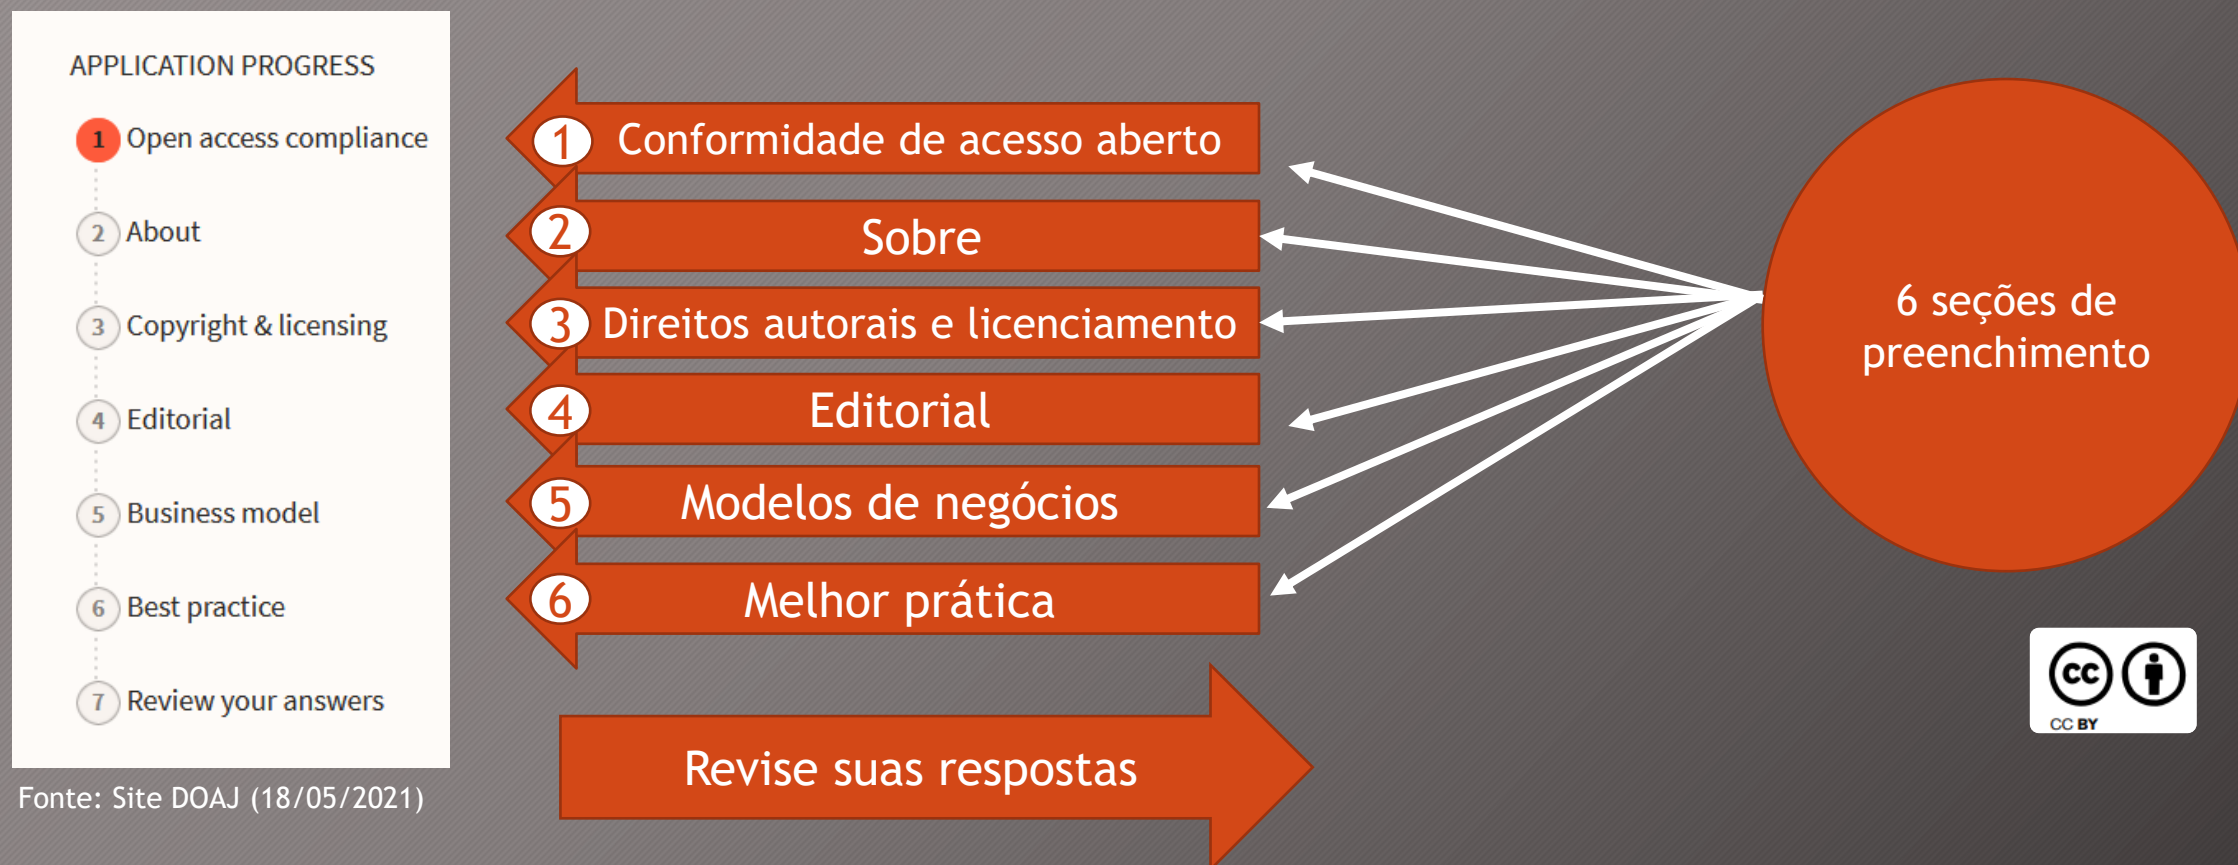 APPLICATION PROGRESS
1 Open access compliance
2 About
3 Copyright & licensing
4 Editorial
5 Business model
6 Best practice
7 Review your answers
Fonte: Site DOAJ (18/05/2021)
1 Conformidade de acesso aberto
2 Sobre
3 Direitos autorais e licenciamento
4 Editorial
5 Modelos de negócios
6 Melhor prática
Revise suas respostas
6 seções de
preenchimento
cc
CC BY